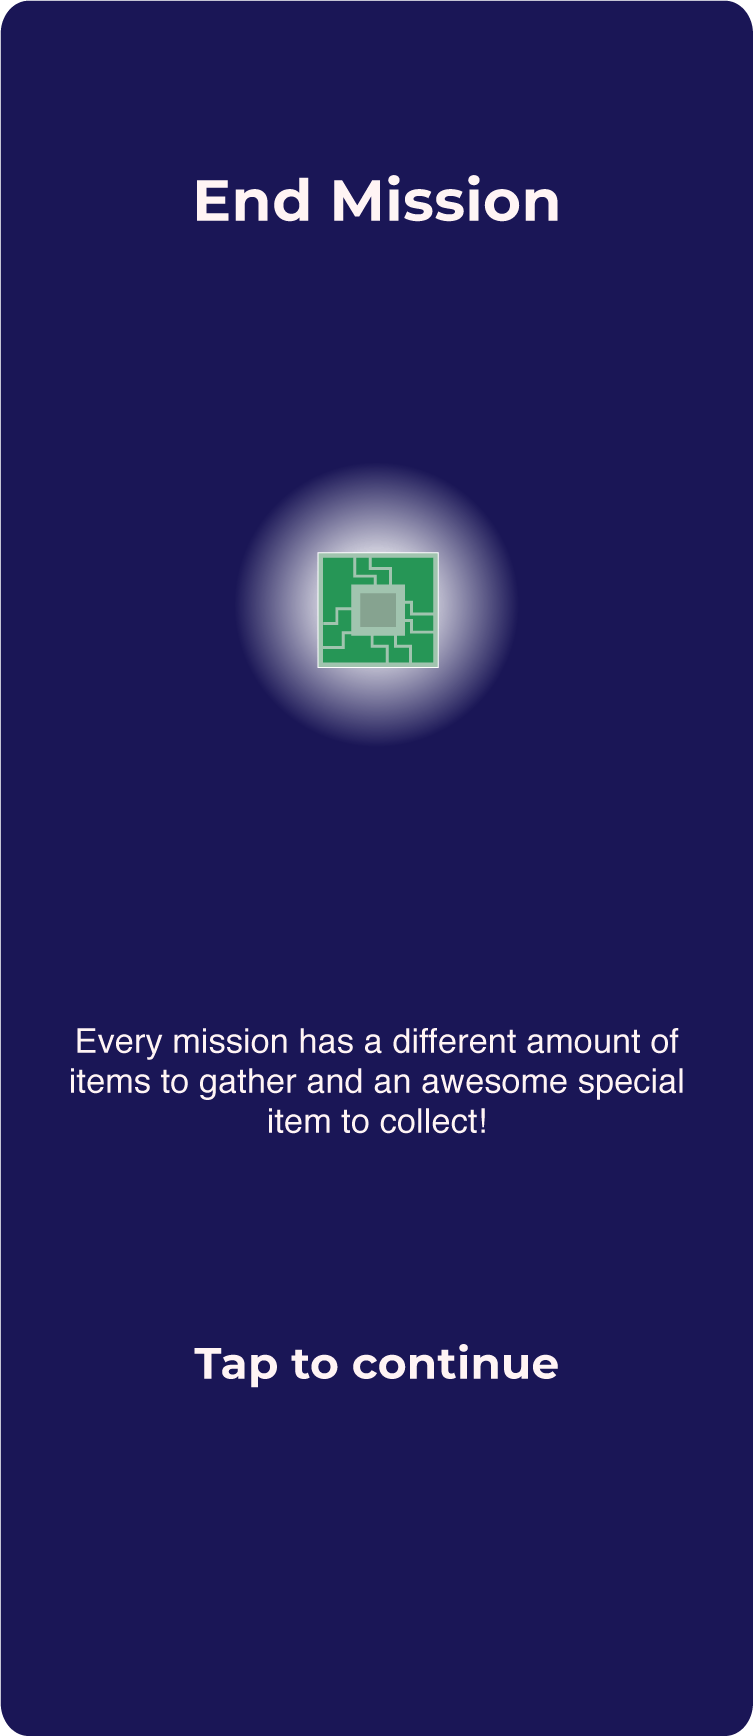 End Mission
Every mission has a different amount of
items to gather and an awesome special
item to collect!
Tap to continue